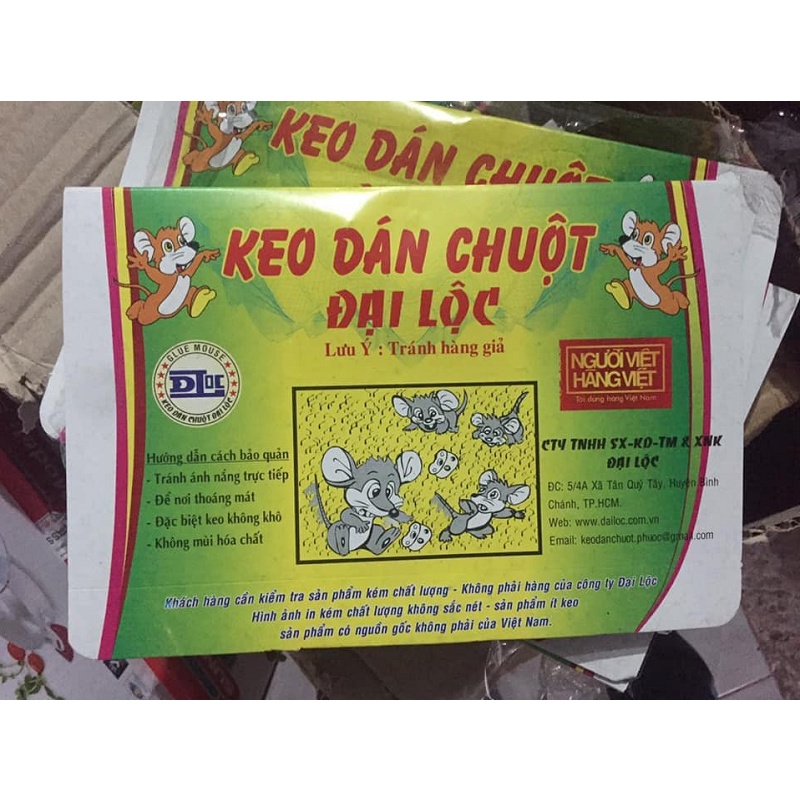 KEO DÁN CHUỘT
KEO DÁN CHUỘT
ĐẠI LỘC
Lưu Ý : Tránh hàng giả
GLUE MOUSE
DLOC
KEO DÁN CHUỘT ĐẠI LỘC
NGƯỜI VIỆT
HÀNG VIỆT
Tôi dùng hàng Việt Nam
Hướng dẫn cách bảo quản
- Tránh ánh nắng trực tiếp
- Để nơi thoáng mát
- Đặc biệt keo không khô
- Không mùi hóa chất
CTY TNHH SX-KD-TM & XNK
ĐẠI LỘC
ĐC: 5/4A Xã Tân Quý Tây, Huyện Bình
Chánh, TP.HCM.
Web: www.dailoc.com.vn
Email: keodanchuot.phuoc@gmail.com
Khách hàng cần kiểm tra sản phẩm kém chất lượng - Không phải hàng của công ty Đại Lộc
Hình ảnh in kém chất lượng không sắc nét - sản phẩm ít keo
sản phẩm có nguồn gốc không phải của Việt Nam.